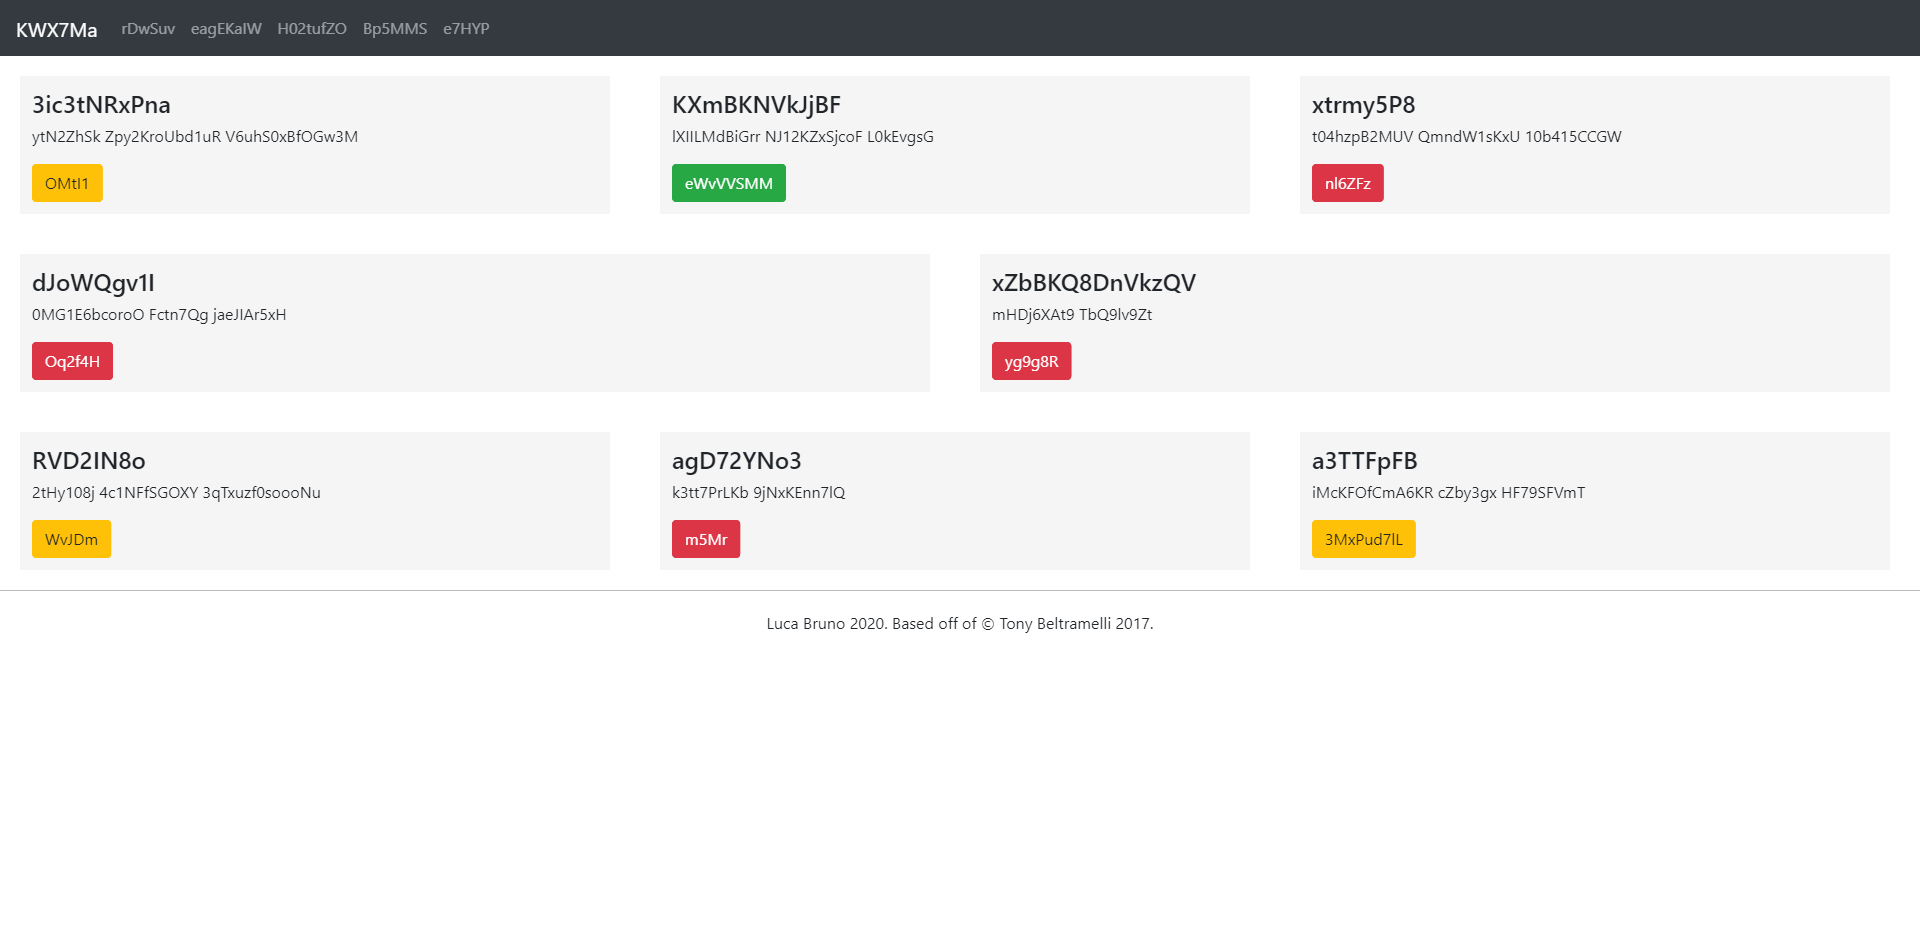 KWX7Ma rDwSuv eagEKaIW H02tufZO Bp5MMS e7HYP
3ic3tNRxPna
ytN2ZhSk Zpy2KroUbd1uR V6uhS0xBfOGw3M
OMtI1
KXmBKNVkJjBF
lXIILMdBiGrr NJ12KZxSjcoF L0kEvgsG
eWvVVSMM
xtrmy5P8
t04hzpB2MUV QmndW1sKxU 10b415CCGW
nl6ZFz
dJoWQgv1I
0MG1E6bcoroO Fctn7Qg jaeJIAr5xH
Oq2f4H
xZbBKQ8DnVkzQV
mHDj6XAt9 TbQ9lv9Zt
yg9g8R
RVD2IN8o
2tHy108j 4c1NFfSGOXY 3qTxuzf0soooNu
WvJDm
agD72YNo3
k3tt7PrLKb 9jNxKEnn7lQ
m5Mr
a3TTFpFB
iMcKFOfCmA6KR cZby3gx HF79SFVmT
3MxPud7lL
Luca Bruno 2020. Based off of © Tony Beltramelli 2017.